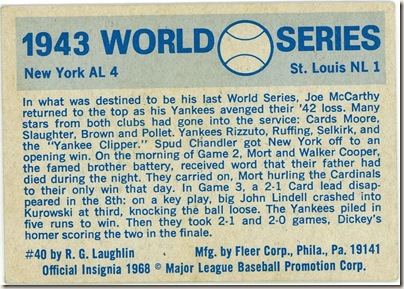 1943 WORLD SERIES
New York AL 4 St. Louis NL 1
In what was destined to be his last World Series, Joe McCarthy
returned to the top as his Yankees avenged their '42 loss. Many
stars from both clubs had gone into the service: Cards Moore,
Slaughter, Brown and Pollet. Yankees Rizzuto, Ruffing, Selkirk, and
the "Yankee Clipper." Spud Chandler got New York off to an
opening win. On the morning of Game 2, Mort and Walker Cooper,
the famed brother battery, received word that their father had
died during the night. They carried on, Mort hurling the Cardinals
to their only win that day. In Game 3, a 2-1 Card lead disap-
peared in the 8th: on a key play, big John Lindell crashed into
Kurowski at third, knocking the ball loose. The Yankees piled in
five runs to win. Then they took 2-1 and 2-0 games, Dickey's
homer scoring the two in the finale.
#40 by R. G. Laughlin Mfg. by Fleer Corp., Phila., Pa. 19141
Official Insignia 1968 © Major League Baseball Promotion Corp.